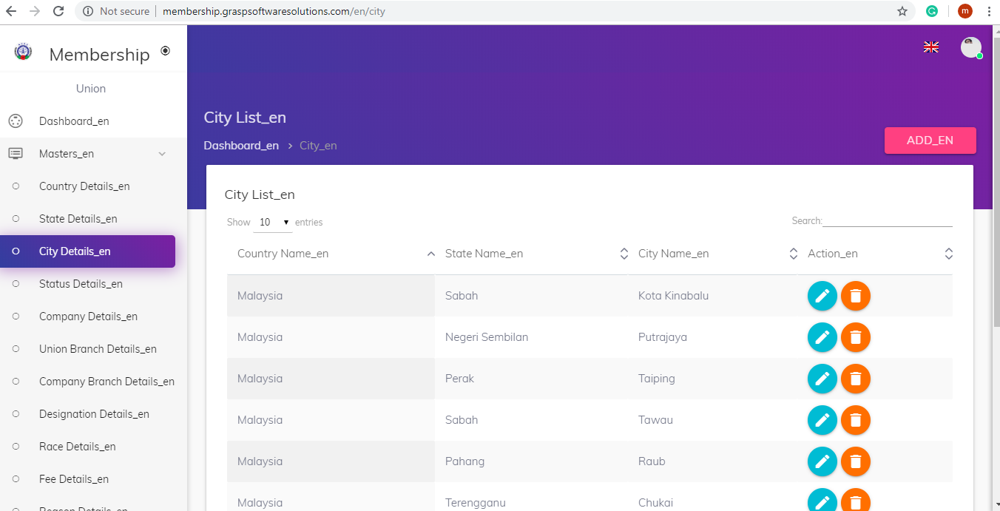 Not secure | membership.graspsoftwaresolutions.com/en/city
m
Membership
Union
Dashboard_en
Masters_en
Country Details_en
State Details_en
City Details_en
Status Details_en
Company Details_en
Union Branch Details_en
Company Branch Details_en
Designation Details_en
Race Details_en
Fee Details_en
Reason Details_en
City List_en
Dashboard_en > City_en
ADD_EN
City List_en
Show 10 entries
Search:
Country Name_en State Name_en City Name_en Action_en
Malaysia Sabah Kota Kinabalu
Malaysia Negeri Sembilan Putrajaya
Malaysia Perak Taiping
Malaysia Sabah Tawau
Malaysia Pahang Raub
Malaysia Terengganu Chukai